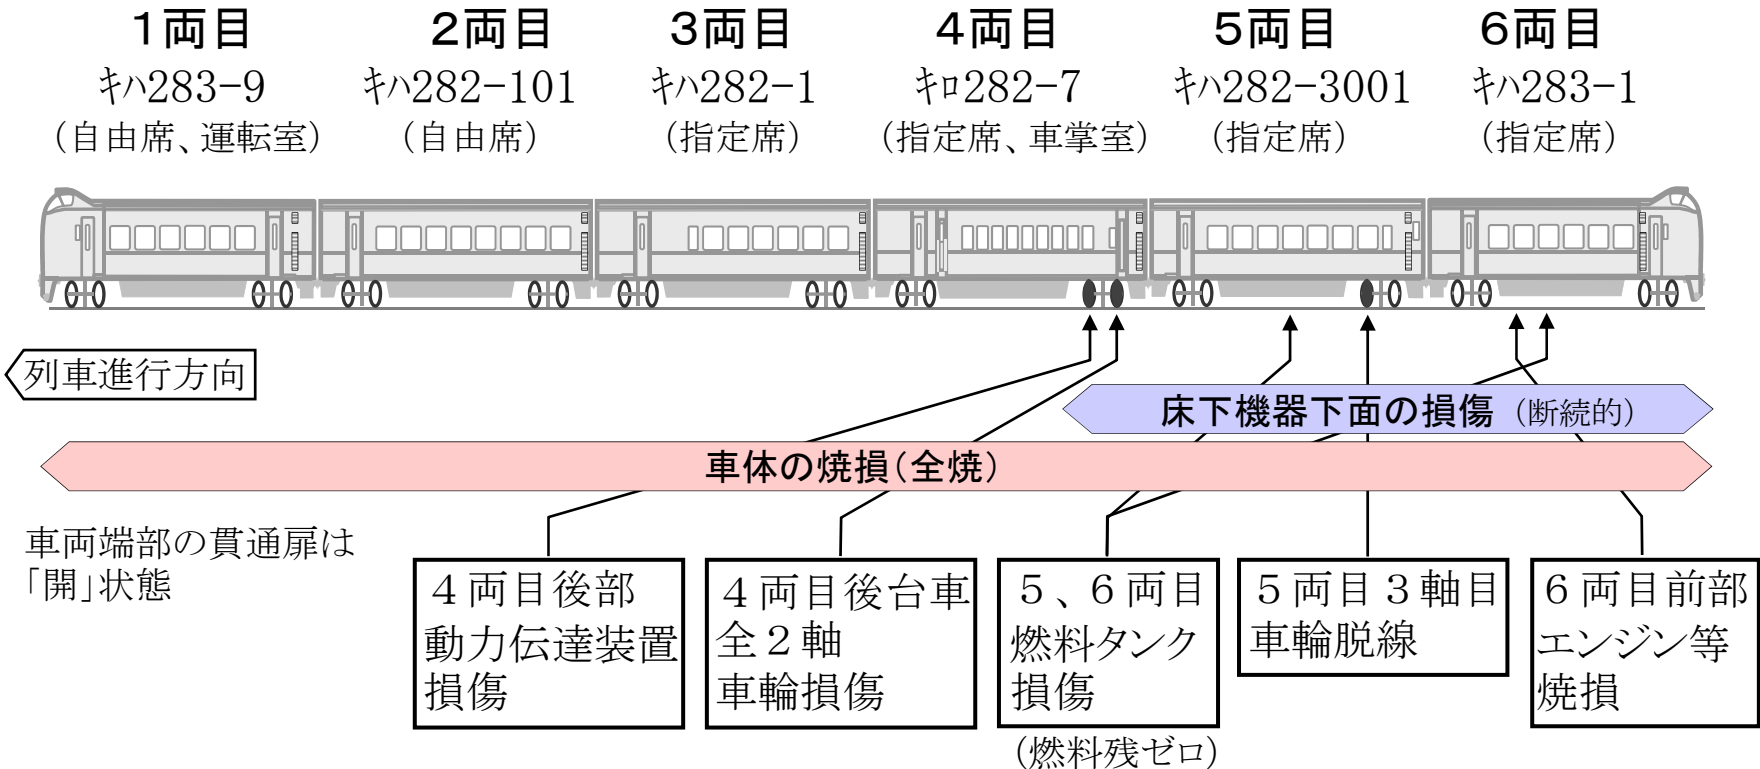 1両目 2両目 3両目 4両目 5両目 6両目
ｷﾊ283-9 ｷﾊ282-101 ｷﾊ282-1 ｷﾛ282-7 ｷﾊ282-3001 ｷﾊ283-1
（自由席、運転室） （自由席） （指定席） （指定席、車掌室） （指定席） （指定席）
列車進行方向
床下機器下面の損傷（断続的）
車体の焼損（全焼）
車両端部の貫通扉は
「開」状態
４両目後部
動力伝達装置
損傷
４両目後台車
全２軸
車輪損傷
５、６両目
燃料タンク
損傷
（燃料残ゼロ）
５両目３軸目
車輪脱線
６両目前部
エンジン等
焼損